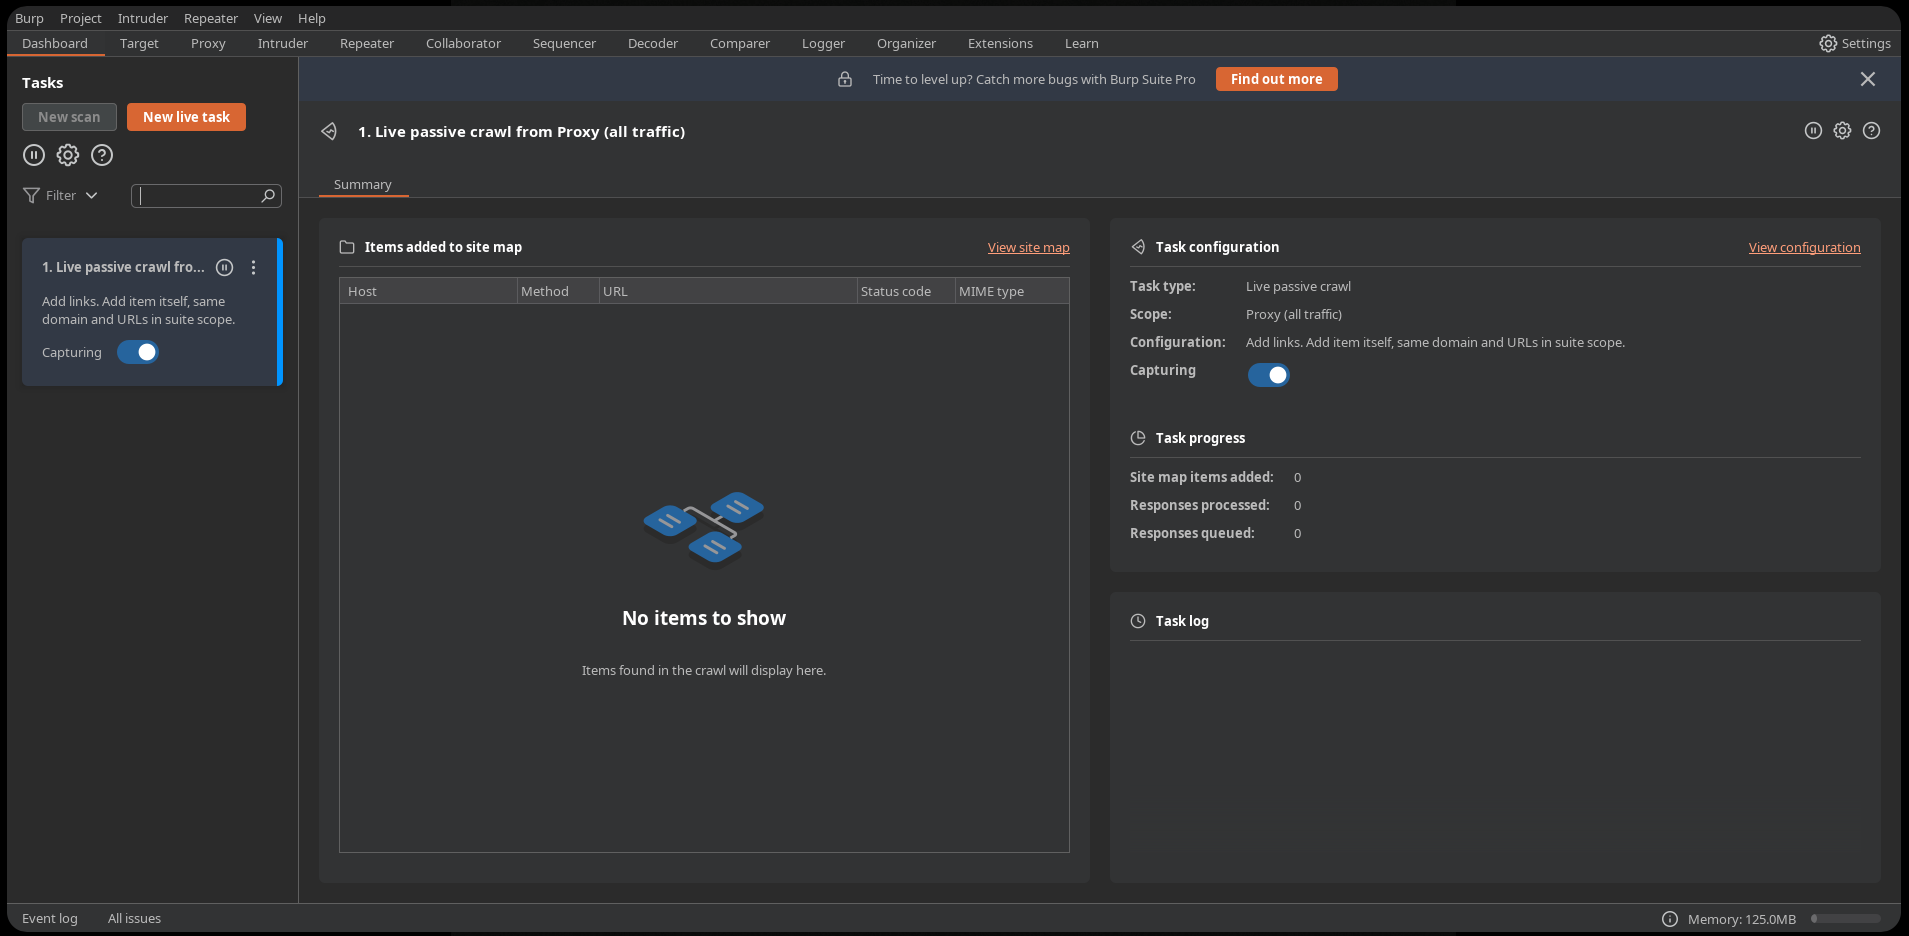 Burp Project Intruder Repeater View Help
Dashboard Target Proxy Intruder Repeater Collaborator Sequencer Decoder Comparer Logger Organizer Extensions Learn Settings
Tasks
New scan New live task
Filter
1. Live passive crawl fro...
Add links. Add item itself, same
domain and URLs in suite scope.
Capturing
Time to level up? Catch more bugs with Burp Suite Pro Find out more
1. Live passive crawl from Proxy (all traffic)
Summary
Items added to site map View site map
Host Method URL Status code MIME type
No items to show
Items found in the crawl will display here.
Task configuration View configuration
Task type: Live passive crawl
Scope: Proxy (all traffic)
Configuration: Add links. Add item itself, same domain and URLs in suite scope.
Capturing
Task progress
Site map items added: 0
Responses processed: 0
Responses queued: 0
Task log
Event log All issues Memory: 125.0MB